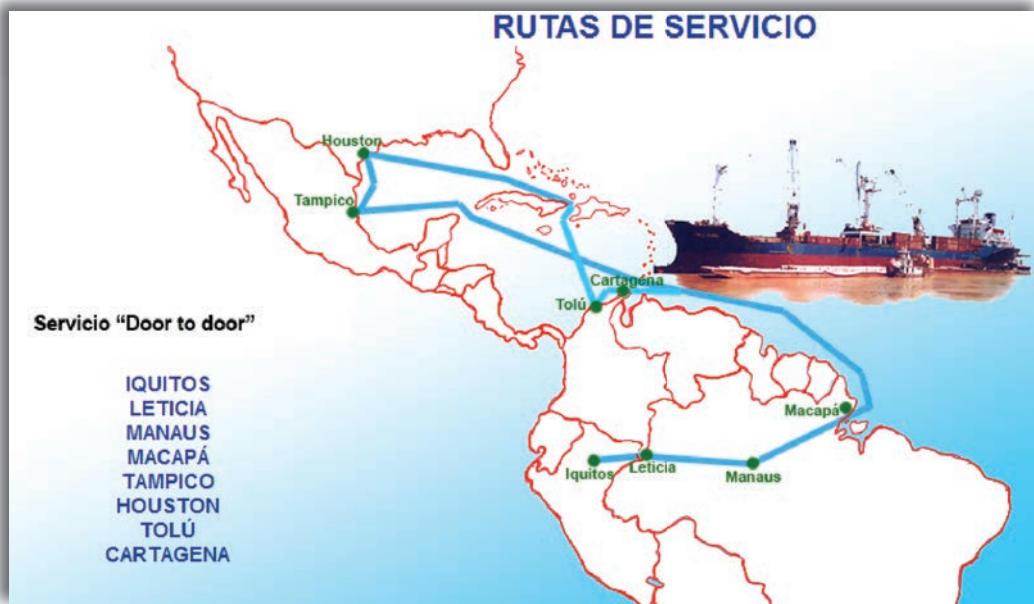 RUTAS DE SERVICIO
Houston
Tampico
Cartagena
Tolú
Servicio “Door to door”
IQUITOS
LETICIA
MANAUS
MACAPÁ
TAMPICO
HOUSTON
TOLÚ
CARTAGENA
Macapá
Iquitos
Leticia
Manaus